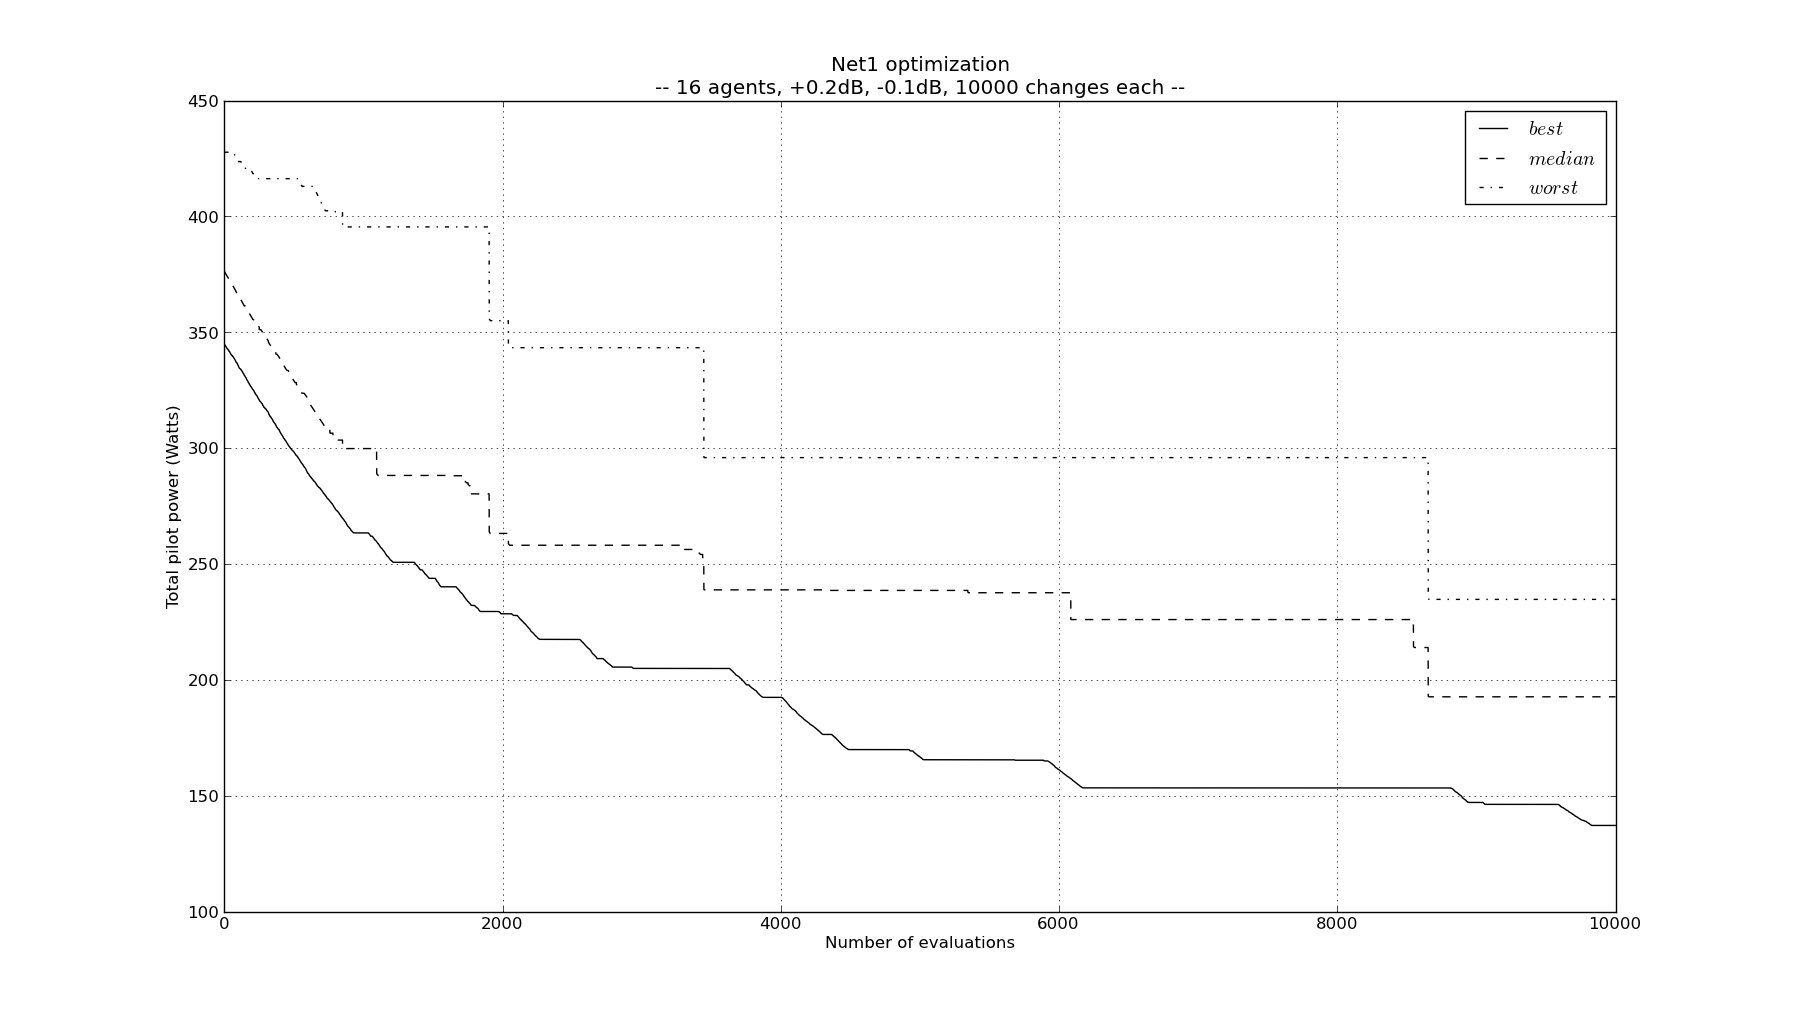 Net1 optimization
-- 16 agents, +0.2dB, -0.1dB, 10000 changes each --
450
400
350
300
250
200
150
100
Total pilot power (Watts)
best
median
worst
0
2000
4000
6000
8000
10000
Number of evaluations